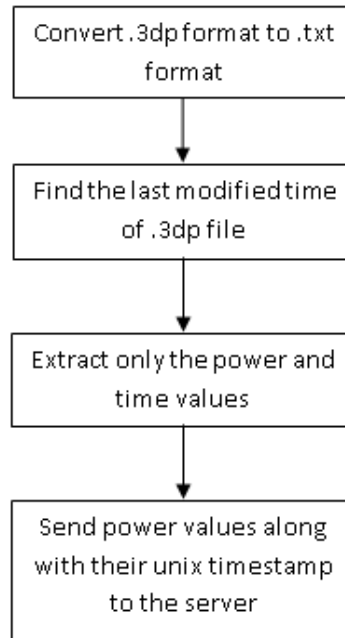 Convert .3dp format to .txt
format
Find the last modified time
of .3dp file
Extract only the power and
time values
Send power values along
with their unix timestamp
to the server